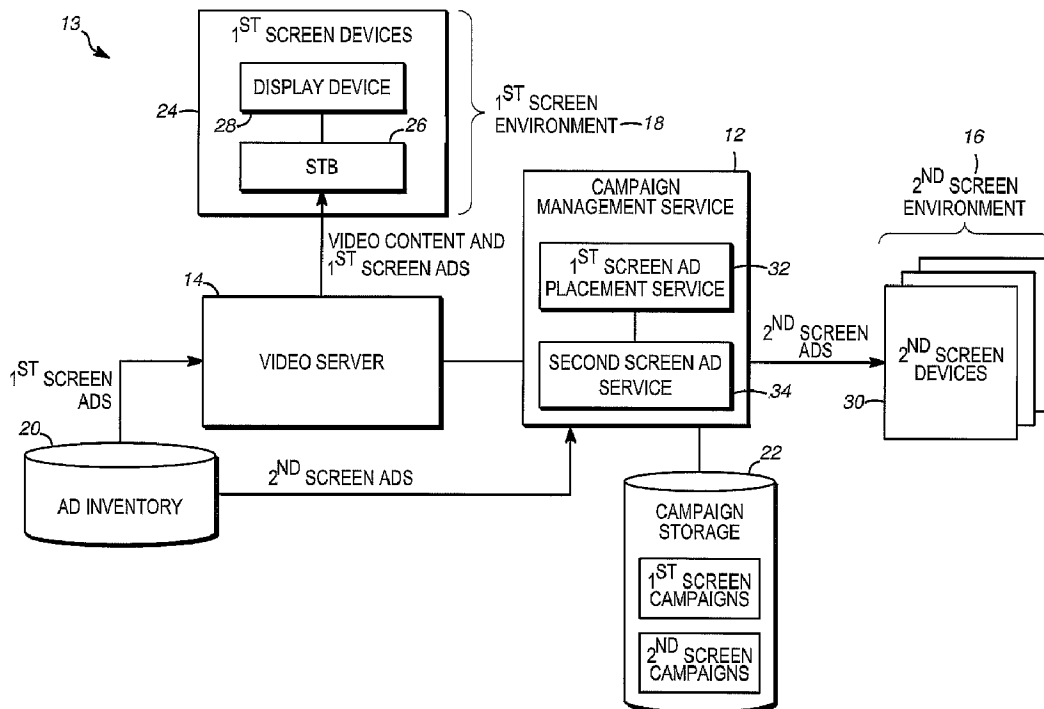 13
1ST SCREEN DEVICES
DISPLAY DEVICE
24
28
26
STB
1ST SCREEN
ENVIRONMENT 18
VIDEO CONTENT AND
1ST SCREEN ADS
12
CAMPAIGN
MANAGEMENT SERVICE
1ST SCREEN AD
PLACEMENT SERVICE
32
SECOND SCREEN AD
SERVICE
34
16
2ND SCREEN
ENVIRONMENT
2ND SCREEN
ADS
2ND SCREEN
DEVICES
30
14
VIDEO SERVER
1ST SCREEN
ADS
20
AD INVENTORY
2ND SCREEN ADS
22
CAMPAIGN
STORAGE
1ST SCREEN
CAMPAIGNS
2ND SCREEN
CAMPAIGNS